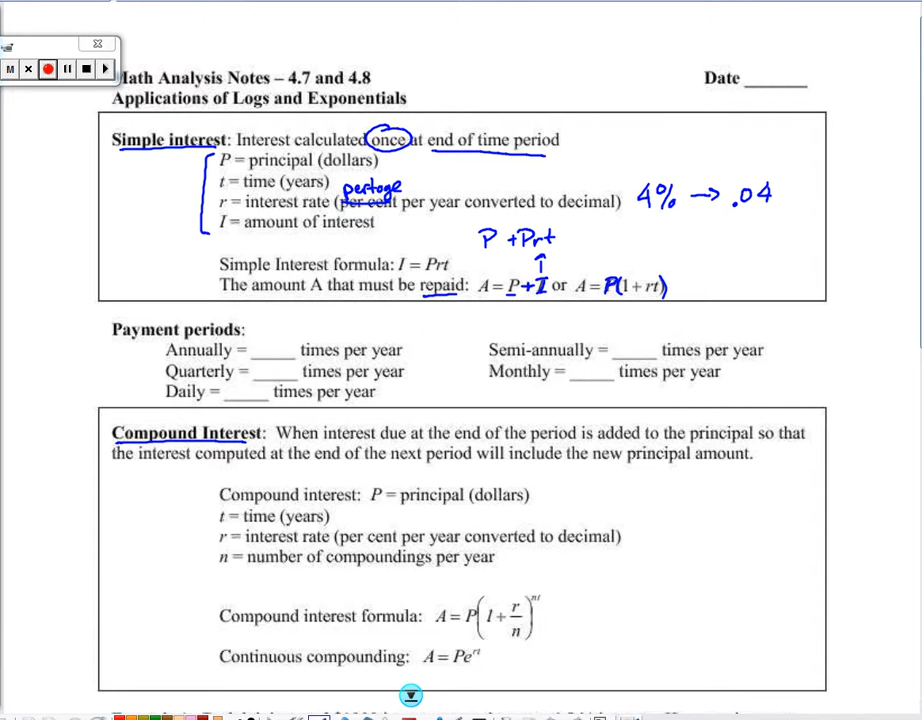 M
Math Analysis Notes – 4.7 and 4.8 Date ______
Applications of Logs and Exponentials
Simple interest: Interest calculated once at end of time period
P = principal (dollars)
t = time (years)
pertage
r = interest rate (per cent per year converted to decimal) 4% → .04
I = amount of interest
P + Prt
Simple Interest formula: I = Prt
The amount A that must be repaid: A = P + I or A = P(1 + rt)
Payment periods:
Annually = _____ times per year Semi-annually = _____ times per year
Quarterly = _____ times per year Monthly = _____ times per year
Daily = _____ times per year
Compound Interest: When interest due at the end of the period is added to the principal so that
the interest computed at the end of the next period will include the new principal amount.
Compound interest: P = principal (dollars)
t = time (years)
r = interest rate (per cent per year converted to decimal)
n = number of compoundings per year
Compound interest formula: A = P(1 + r/n)^nt
Continuous compounding: A = Pe^rt